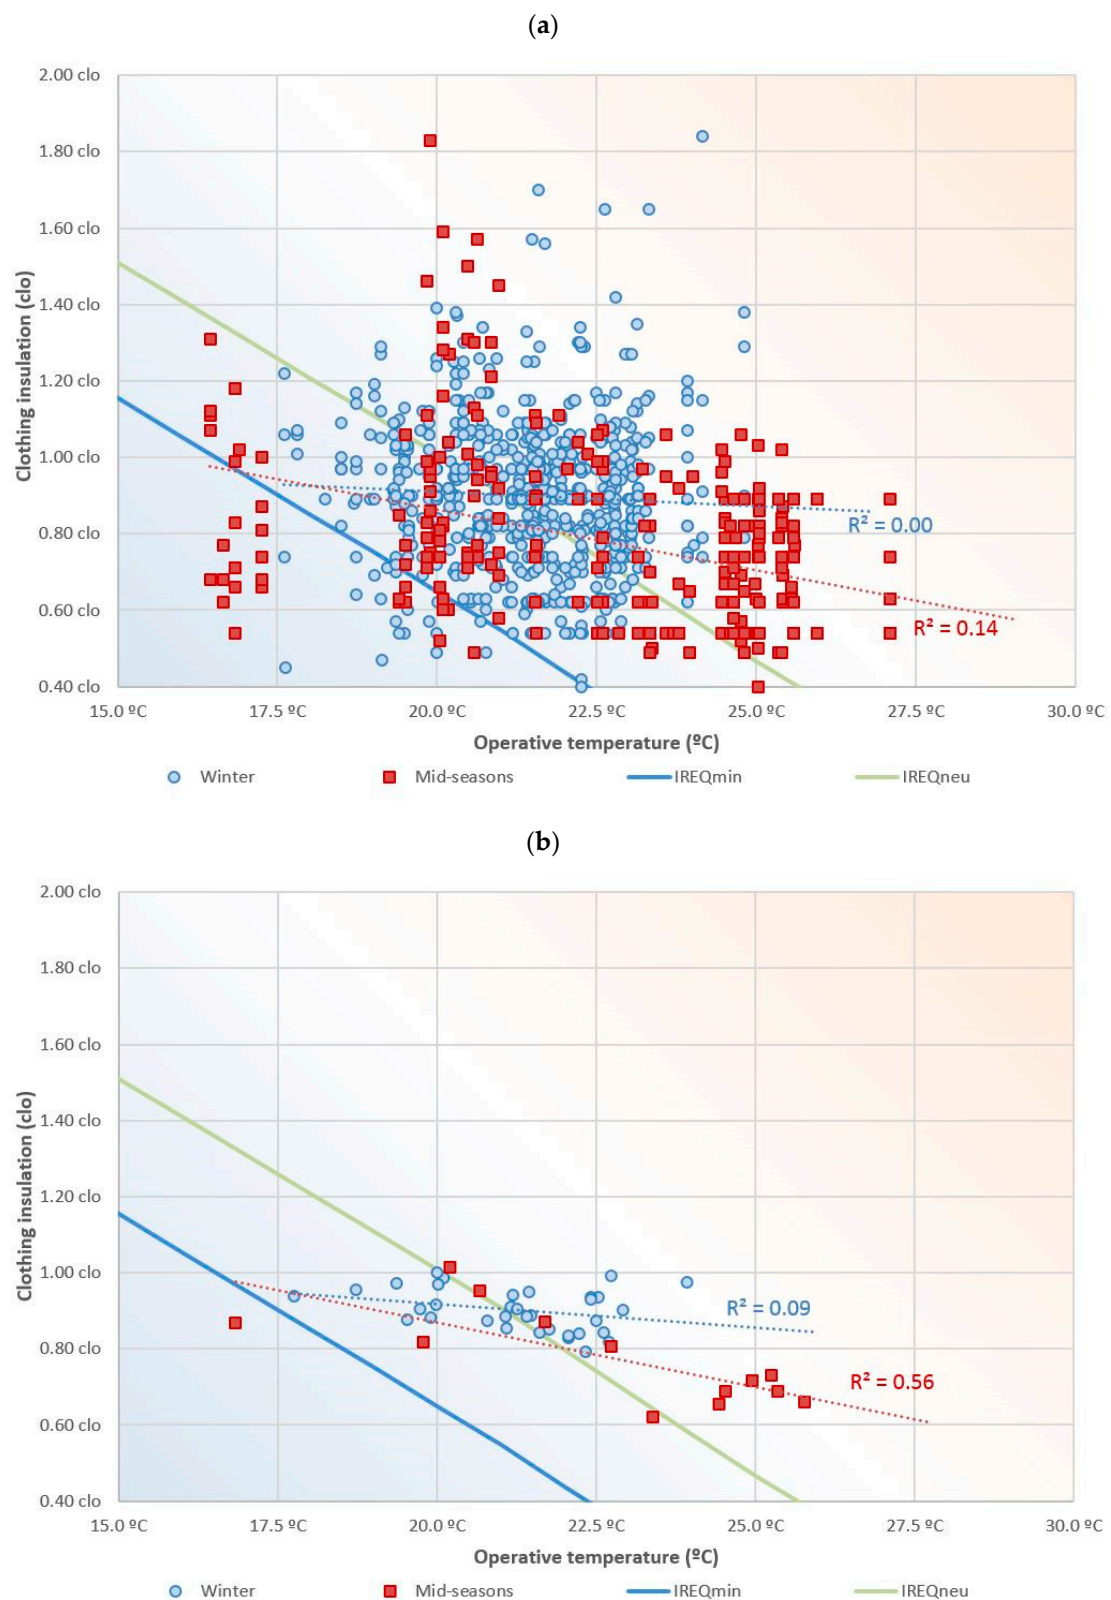 (a)
2.00 clo
1.80 clo
1.60 clo
1.40 clo
1.20 clo
1.00 clo
0.80 clo
0.60 clo
0.40 clo
Clothing insulation (clo)
R² = 0.00
R² = 0.14
15.0 ºC 17.5 ºC 20.0 ºC 22.5 ºC 25.0 ºC 27.5 ºC 30.0 ºC
Operative temperature (ºC)
Winter Mid-seasons IREQmin IREQneu
(b)
2.00 clo
1.80 clo
1.60 clo
1.40 clo
1.20 clo
1.00 clo
0.80 clo
0.60 clo
0.40 clo
Clothing insulation (clo)
R² = 0.09
R² = 0.56
15.0 ºC 17.5 ºC 20.0 ºC 22.5 ºC 25.0 ºC 27.5 ºC 30.0 ºC
Operative temperature (ºC)
Winter Mid-seasons IREQmin IREQneu